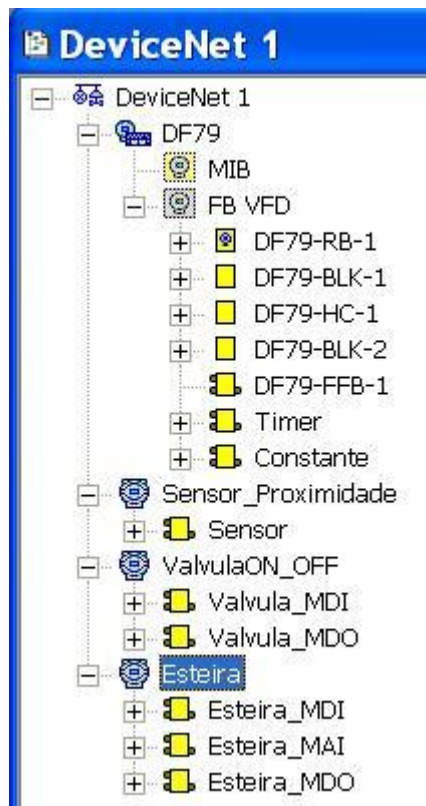 DeviceNet 1
DeviceNet 1
DF79
MIB
FB VFD
DF79-RB-1
DF79-BLK-1
DF79-HC-1
DF79-BLK-2
DF79-FFB-1
Timer
Constante
Sensor_Proximidade
Sensor
ValvulaON_OFF
Valvula_MDI
Valvula_MDO
Esteira
Esteira_MDI
Esteira_MAI
Esteira_MDO